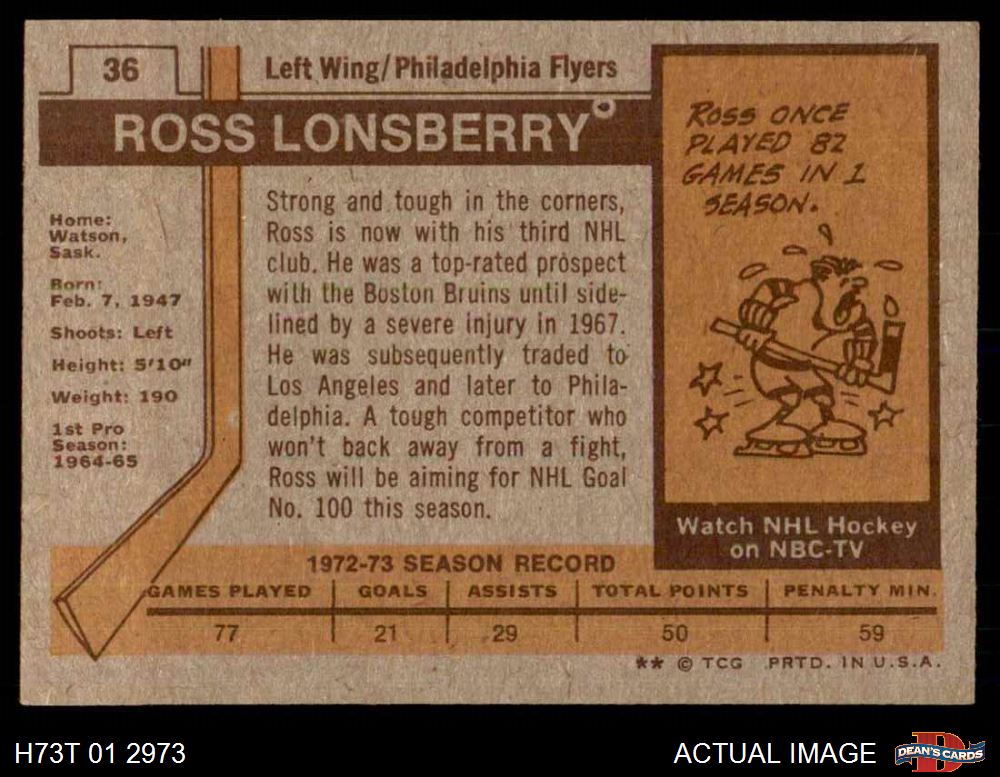 36
Left Wing/Philadelphia Flyers
ROSS LONSBERRY
Home:
Watson,
Sask.
Born:
Feb. 7, 1947
Shoots: Left
Height: 5'10"
Weight: 190
1st Pro
Season:
1964-65
Strong and tough in the corners,
Ross is now with his third NHL
club. He was a top-rated prospect
with the Boston Bruins until side-
lined by a severe injury in 1967.
He was subsequently traded to
Los Angeles and later to Phila-
delphia. A tough competitor who
won't back away from a fight,
Ross will be aiming for NHL Goal
No. 100 this season.
ROSS ONCE
PLAYED 82
GAMES IN 1
SEASON.
Watch NHL Hockey
on NBC-TV
1972-73 SEASON RECORD
GAMES PLAYED GOALS ASSISTS TOTAL POINTS PENALTY MIN.
77 21 29 50 59
** © TCG PRTD. IN U.S.A.
H73T 01 2973
ACTUAL IMAGE
D
DEAN'S CARDS